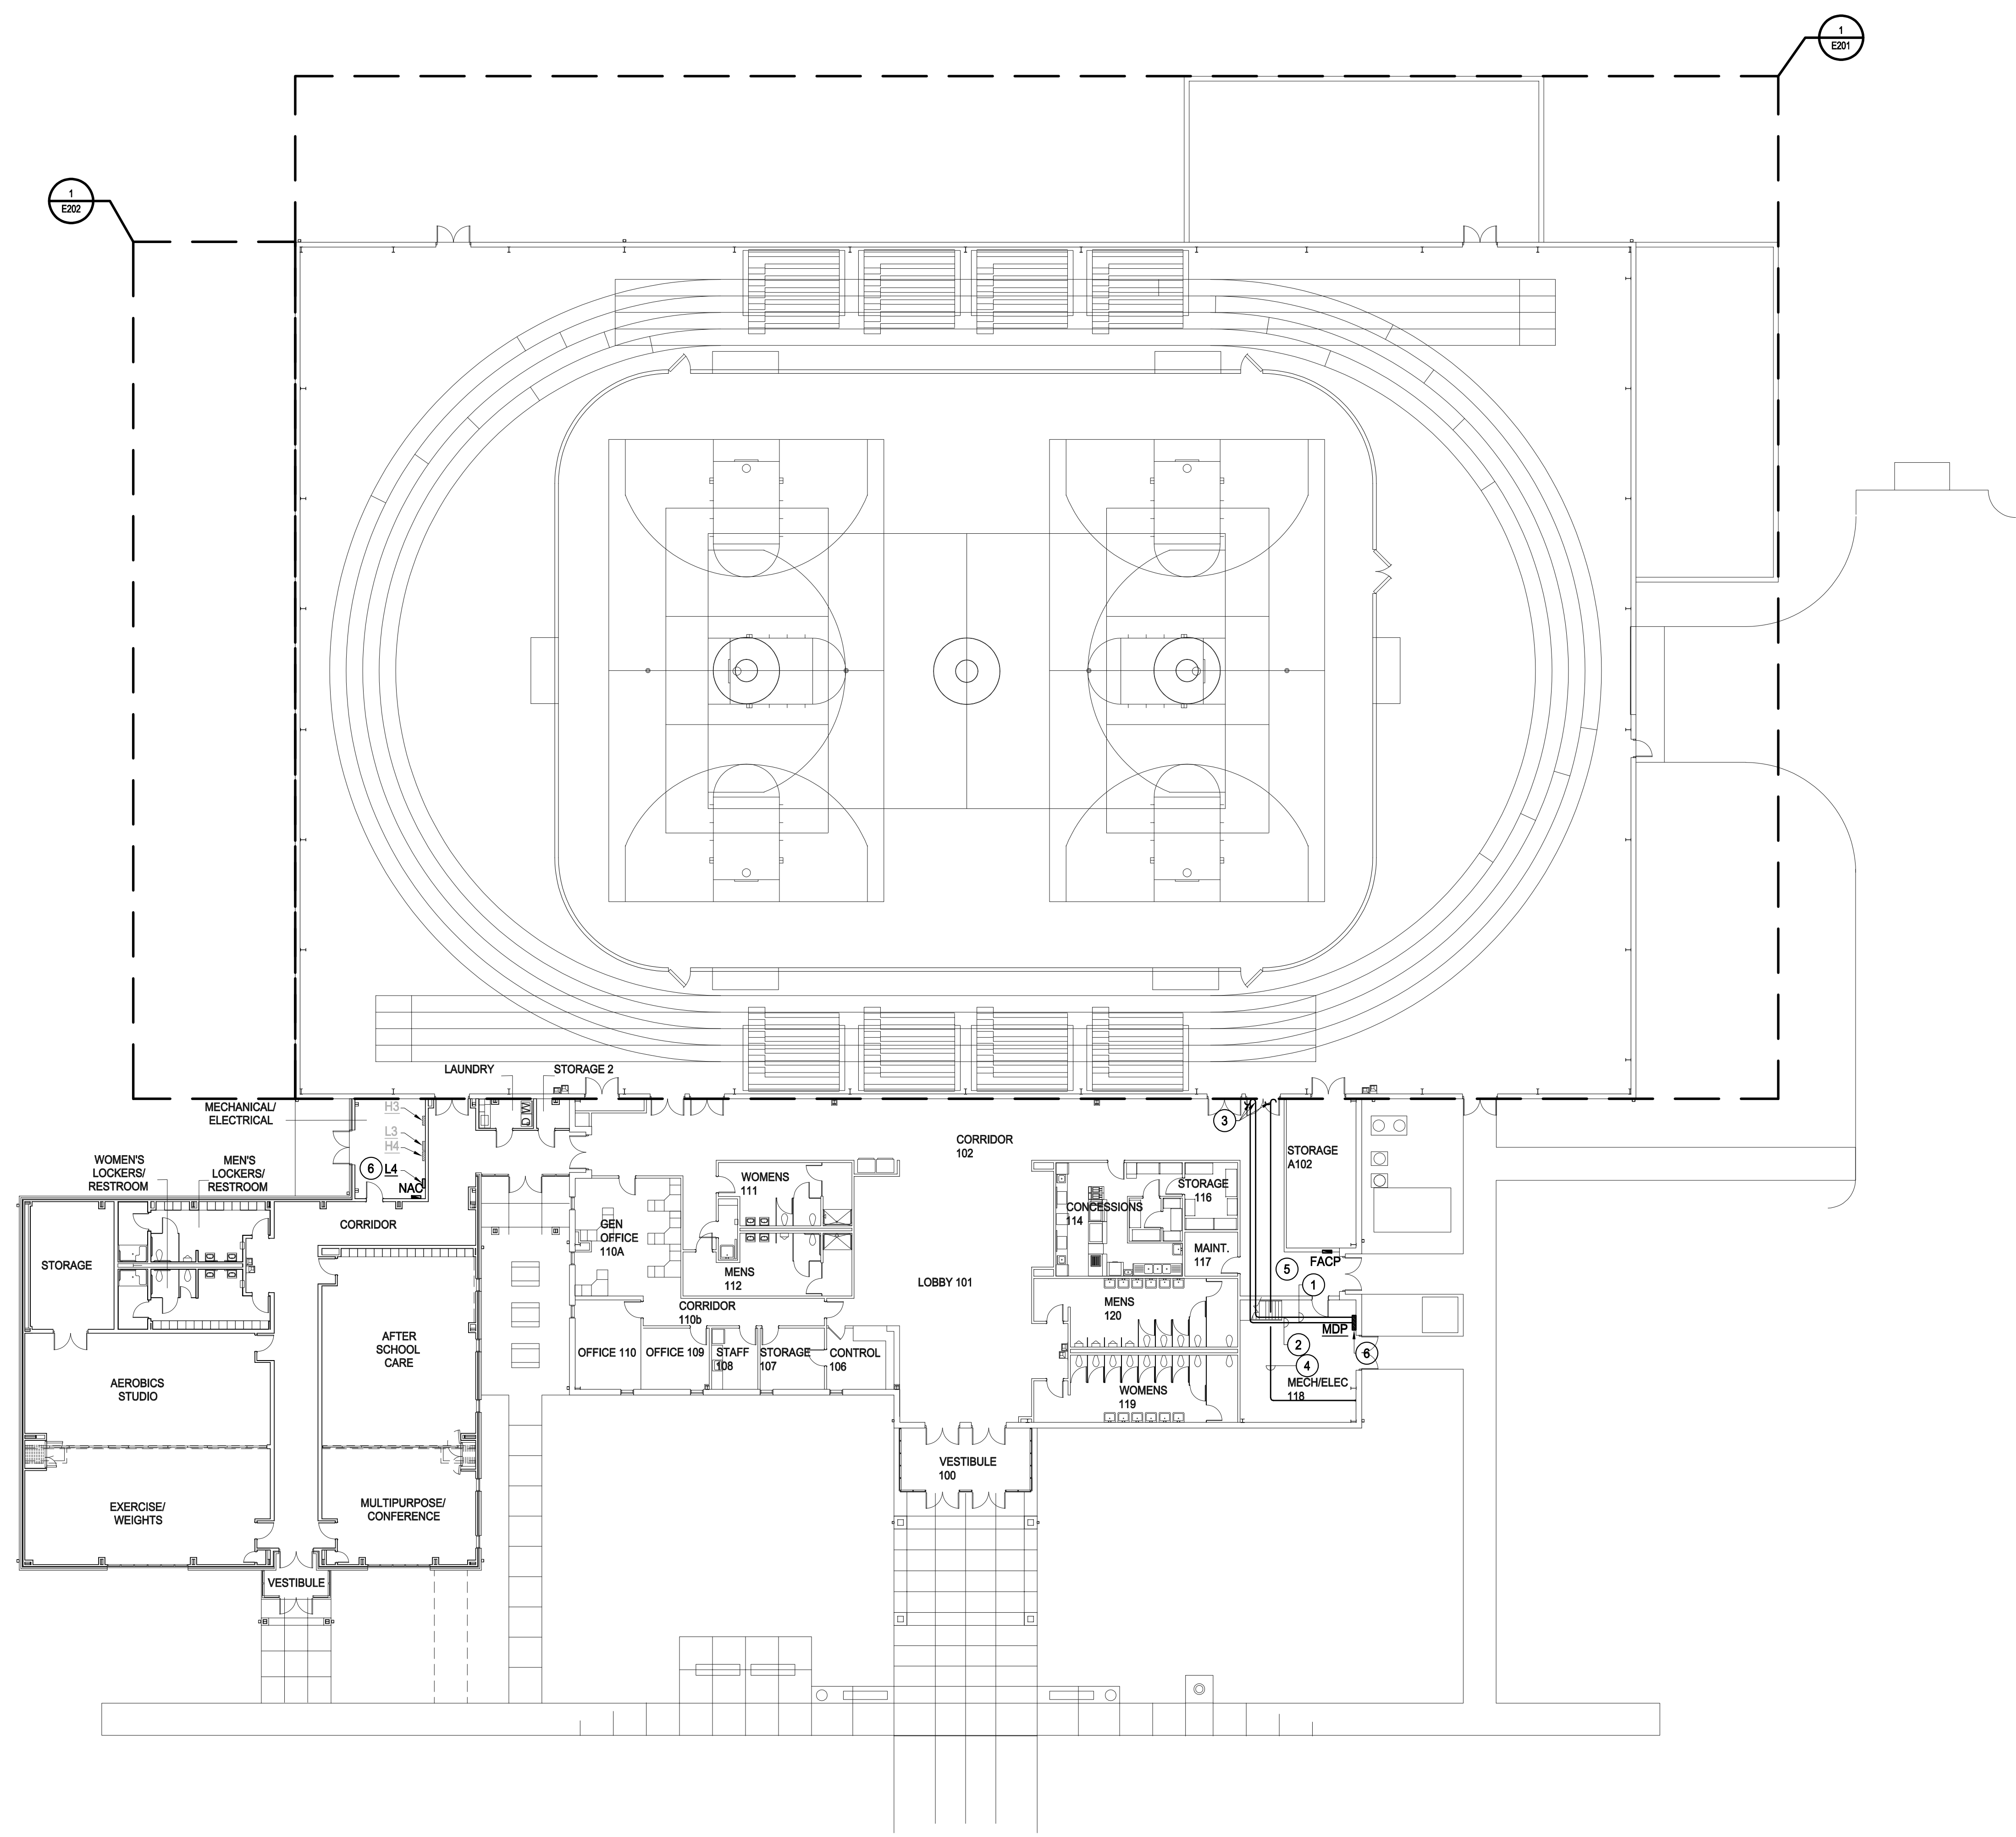 1
E201
1
E202
LAUNDRY
STORAGE 2
MECHANICAL/
ELECTRICAL
H3
L3
H4
6
L4
NAC
WOMEN'S
LOCKERS/
RESTROOM
MEN'S
LOCKERS/
RESTROOM
CORRIDOR
STORAGE
AFTER
SCHOOL
CARE
AEROBICS
STUDIO
EXERCISE/
WEIGHTS
MULTIPURPOSE/
CONFERENCE
VESTIBULE
GEN
OFFICE
110A
WOMENS
111
MENS
112
CORRIDOR
110b
OFFICE 110
OFFICE 109
STAFF
108
STORAGE
107
CONTROL
106
CORRIDOR
102
LOBBY 101
VESTIBULE
100
CONCESSIONS
114
STORAGE
116
MAINT.
117
MENS
120
WOMENS
119
3
STORAGE
A102
FACP
5
1
MDP
2
6
4
MECH/ELEC
118